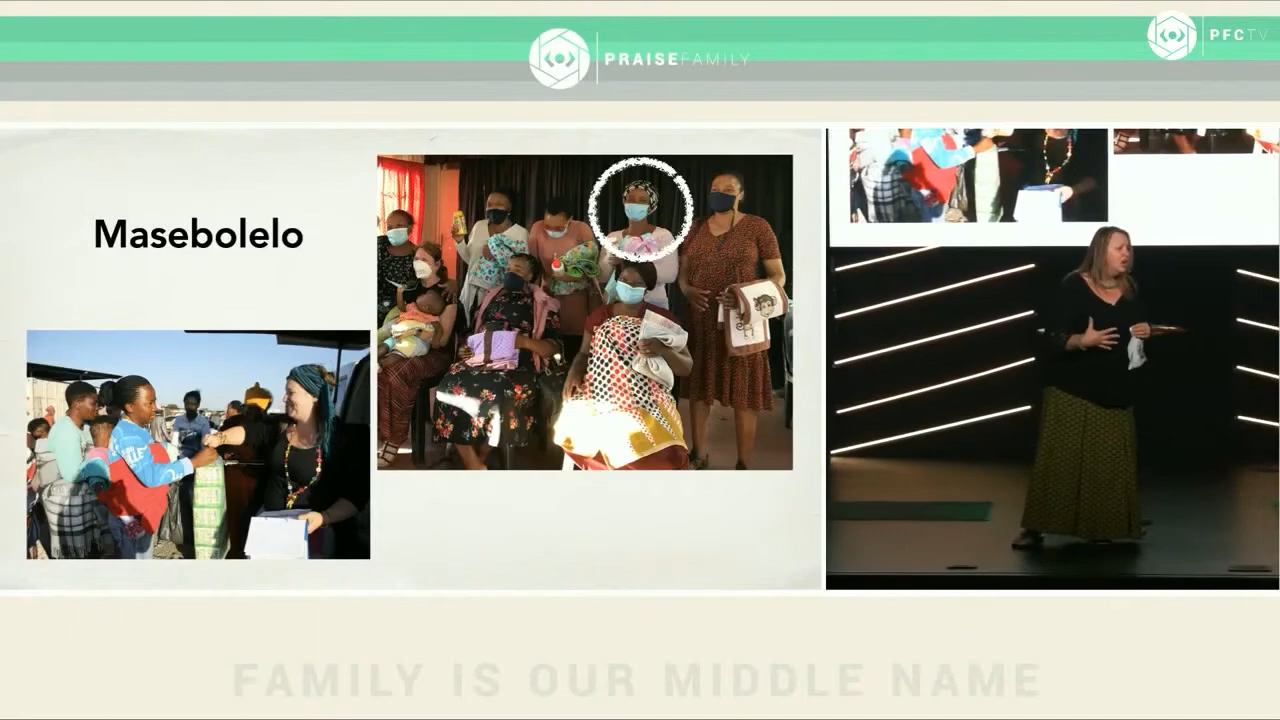 PRAISEFAMILY
PFCTV
Masebolelo
FAMILY IS OUR MIDDLE NAME